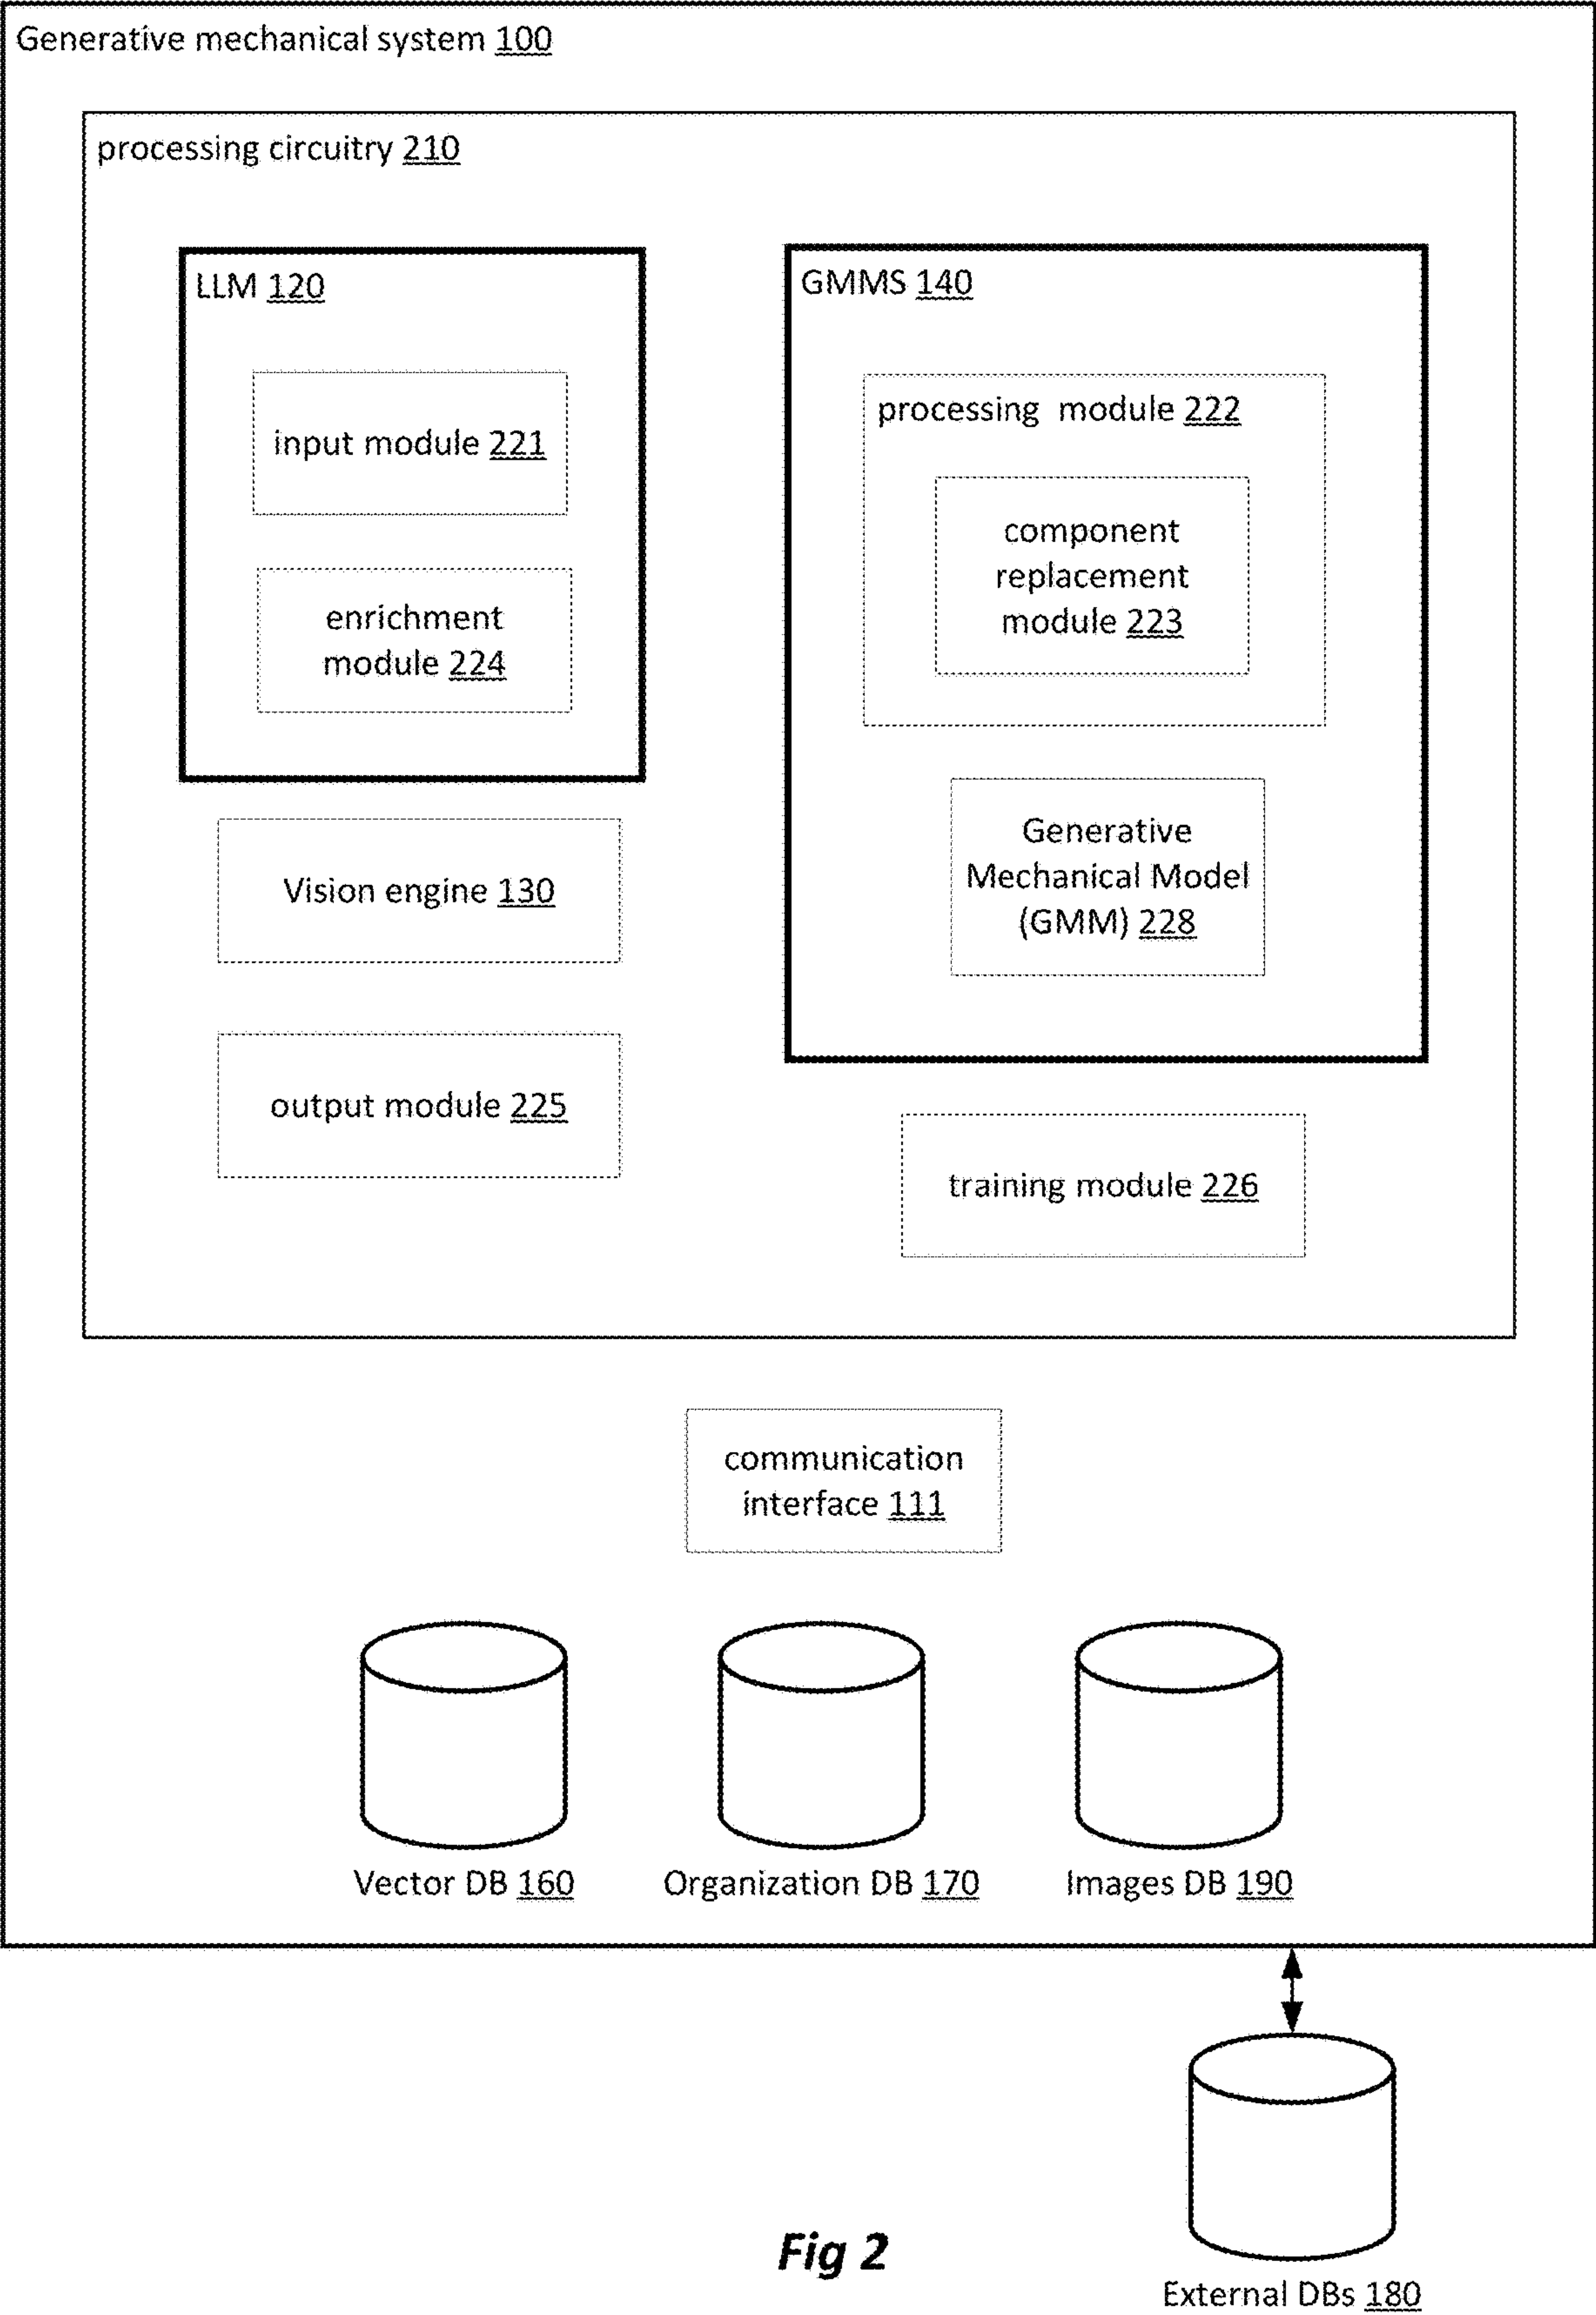 Generative mechanical system 100
processing circuitry 210
LLM 120
input module 221
enrichment
module 224
GMMS 140
processing module 222
component
replacement
module 223
Generative
Mechanical Model
(GMM) 228
Vision engine 130
output module 225
training module 226
communication
interface 111
Vector DB 160
Organization DB 170
Images DB 190
External DBs 180
Fig 2